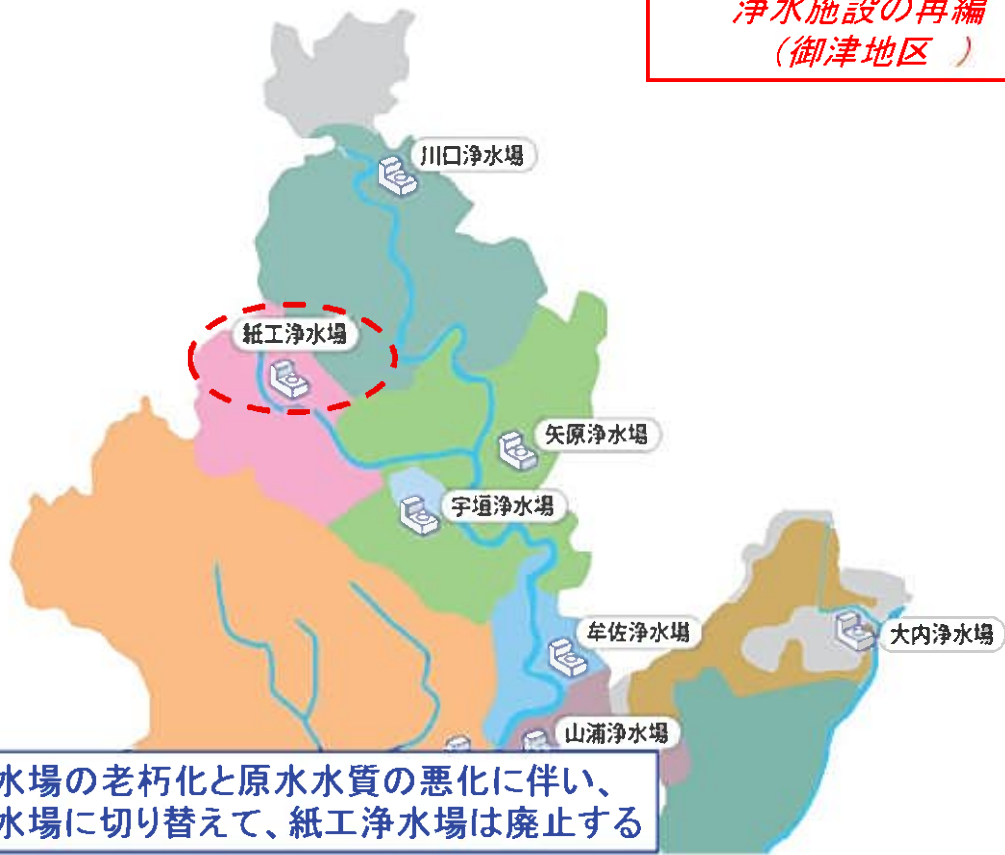 浄水施設の再編
（御津地区　）
川口浄水場
紙工浄水場
矢原浄水場
宇垣浄水場
牟佐浄水場
大内浄水場
山浦浄水場
水場の老朽化と原水水質の悪化に伴い、
水場に切り替えて、紙工浄水場は廃止する